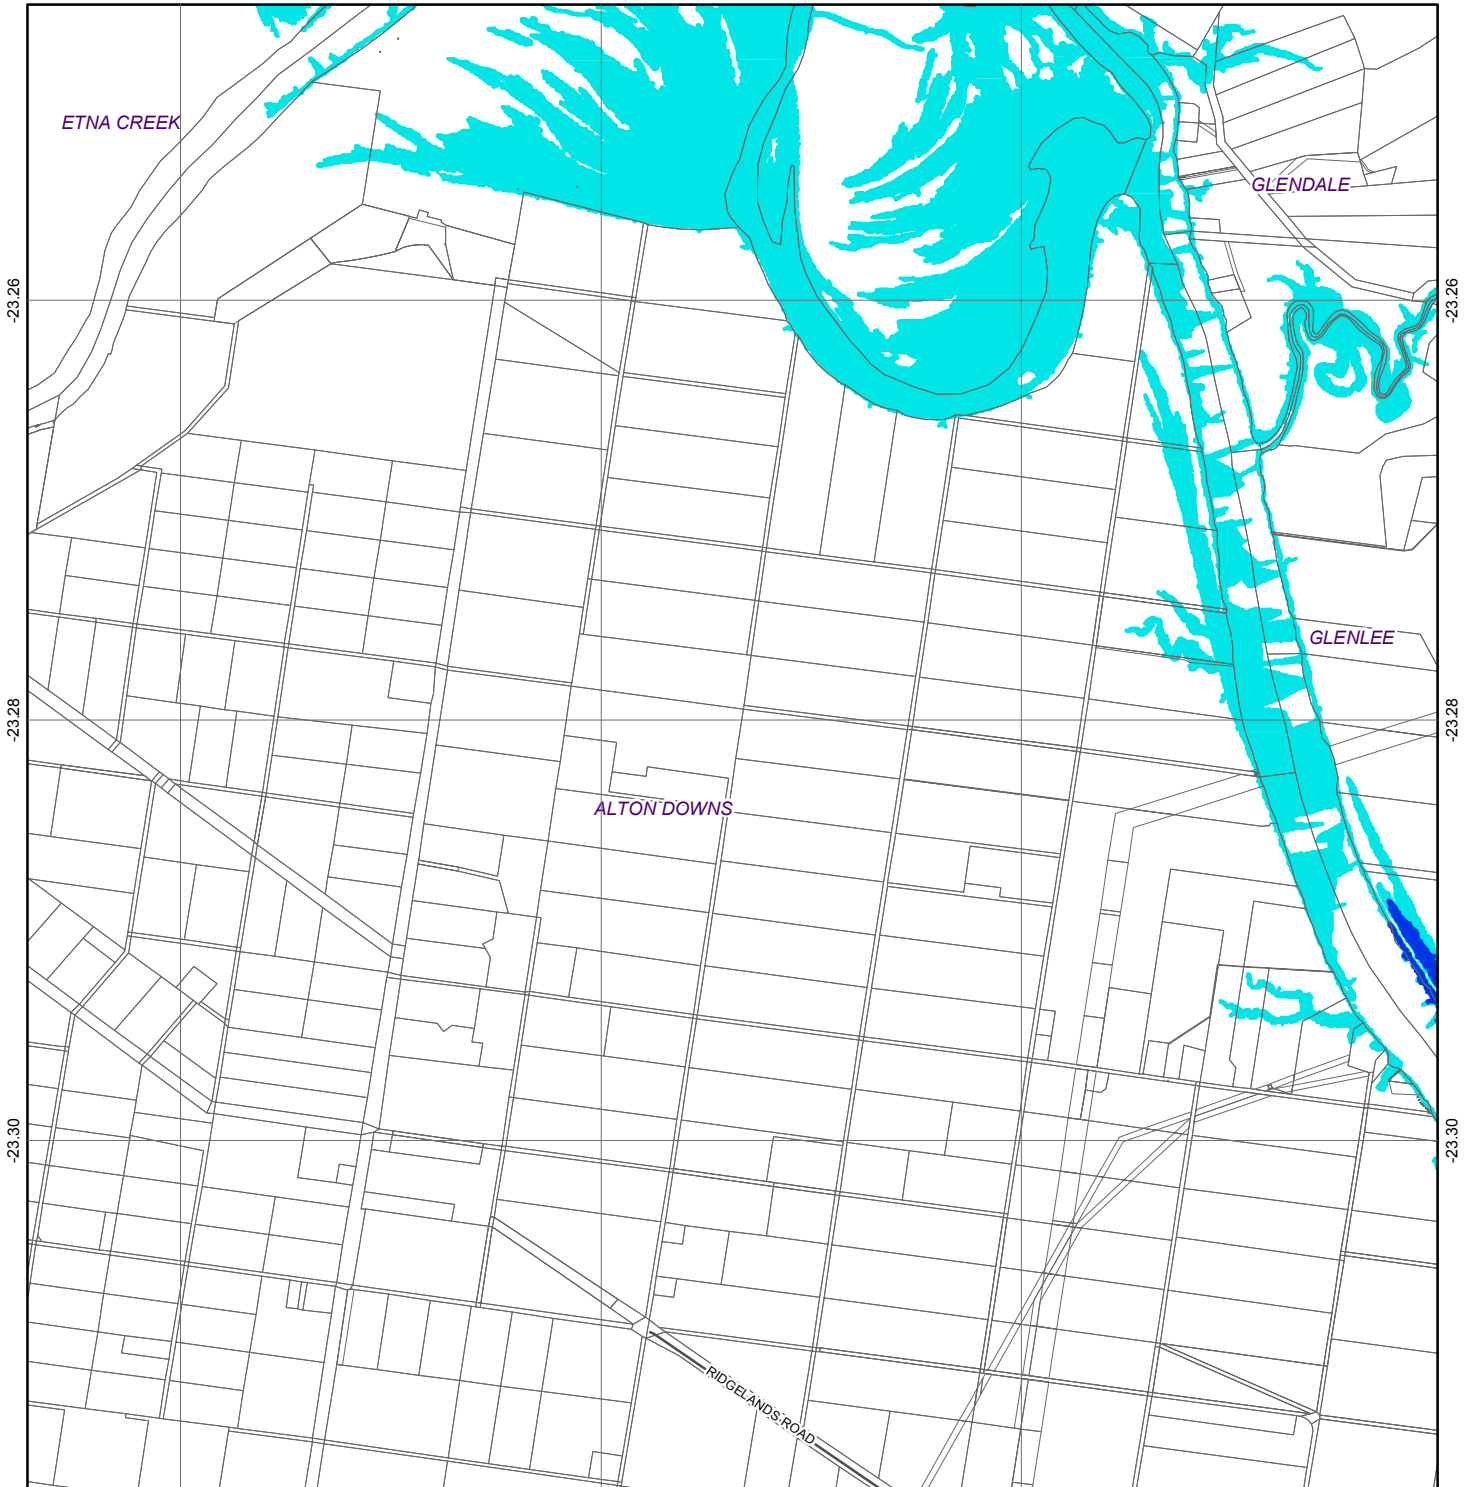 ETNA CREEK
GLENDALE
-23.26
-23.26
GLENLEE
-23.28
-23.28
ALTON DOWNS
-23.30
-23.30
RIDGELANDS ROAD